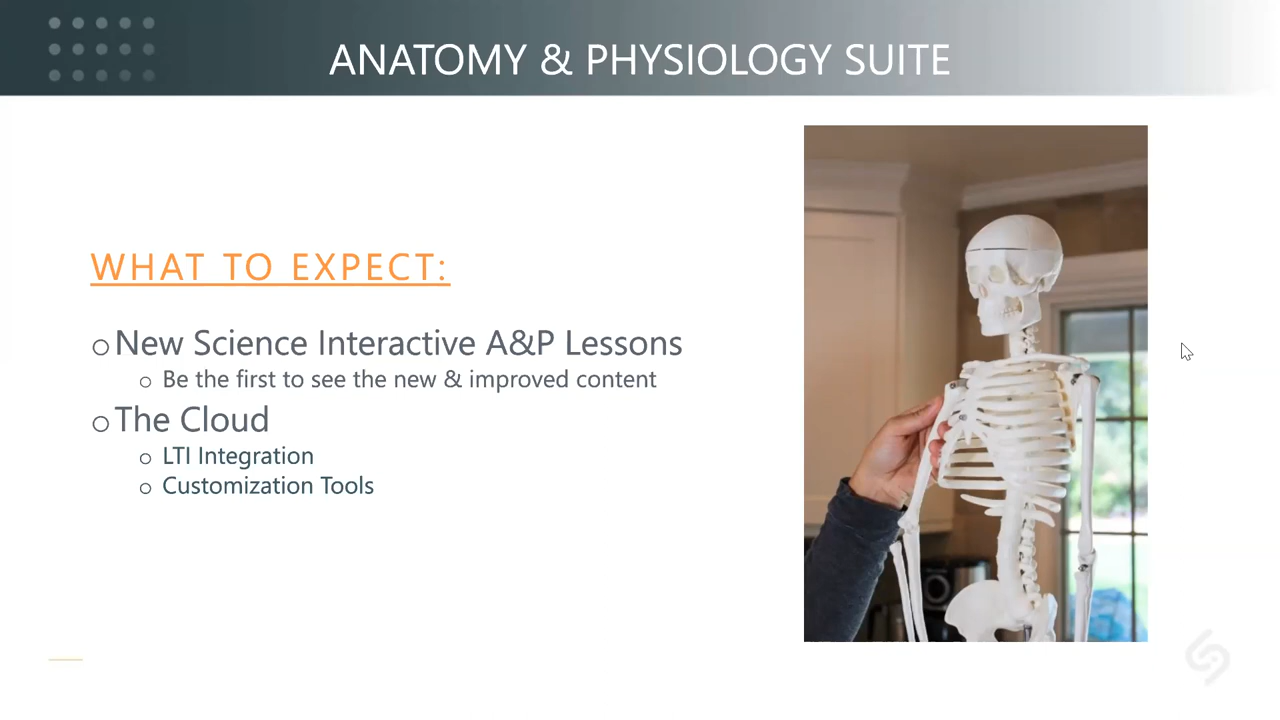 ANATOMY & PHYSIOLOGY SUITE
WHAT TO EXPECT:
New Science Interactive A&P Lessons
Be the first to see the new & improved content
The Cloud
LTI Integration
Customization Tools